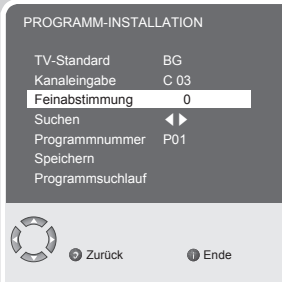 PROGRAMM-INSTALLATION
TV-Standard BG
Kanaleingabe C 03
Feinabstimmung 0
Suchen
Programmnummer P01
Speichern
Programmsuchlauf
Zurück Ende